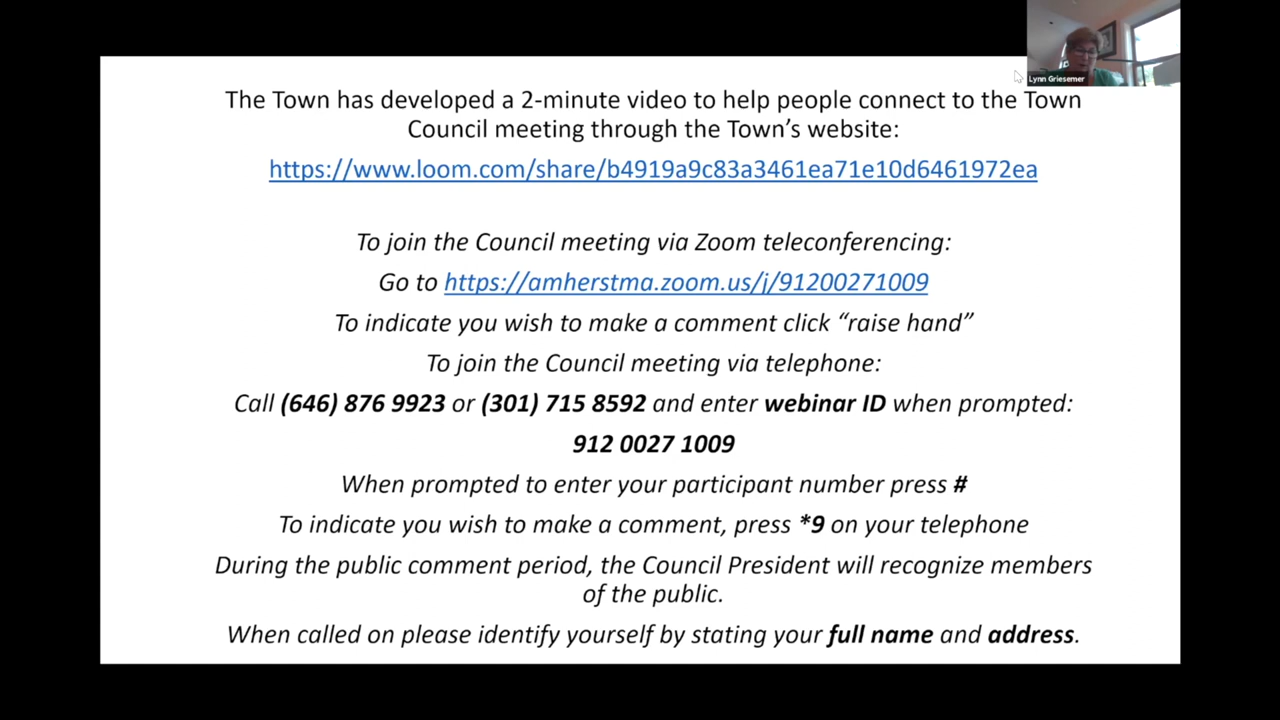 Lynn Griesemer
The Town has developed a 2-minute video to help people connect to the Town
Council meeting through the Town’s website:
https://www.loom.com/share/b4919a9c83a3461ea71e10d6461972ea
To join the Council meeting via Zoom teleconferencing:
Go to https://amherstma.zoom.us/j/91200271009
To indicate you wish to make a comment click “raise hand”
To join the Council meeting via telephone:
Call (646) 876 9923 or (301) 715 8592 and enter webinar ID when prompted:
912 0027 1009
When prompted to enter your participant number press #
To indicate you wish to make a comment, press *9 on your telephone
During the public comment period, the Council President will recognize members
of the public.
When called on please identify yourself by stating your full name and address.